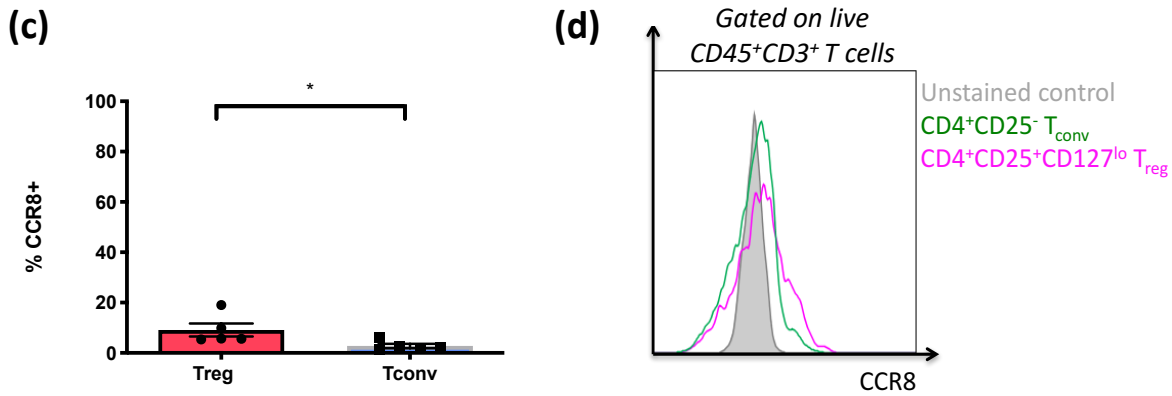 (c)
*
% CCR8+
100
80
60
40
20
0
Treg
Tconv
(d)
Gated on live
CD45⁺CD3⁺ T cells
Unstained control
CD4⁺CD25⁻ Tconv
CD4⁺CD25⁺CD127ˡᵒ Treg
CCR8